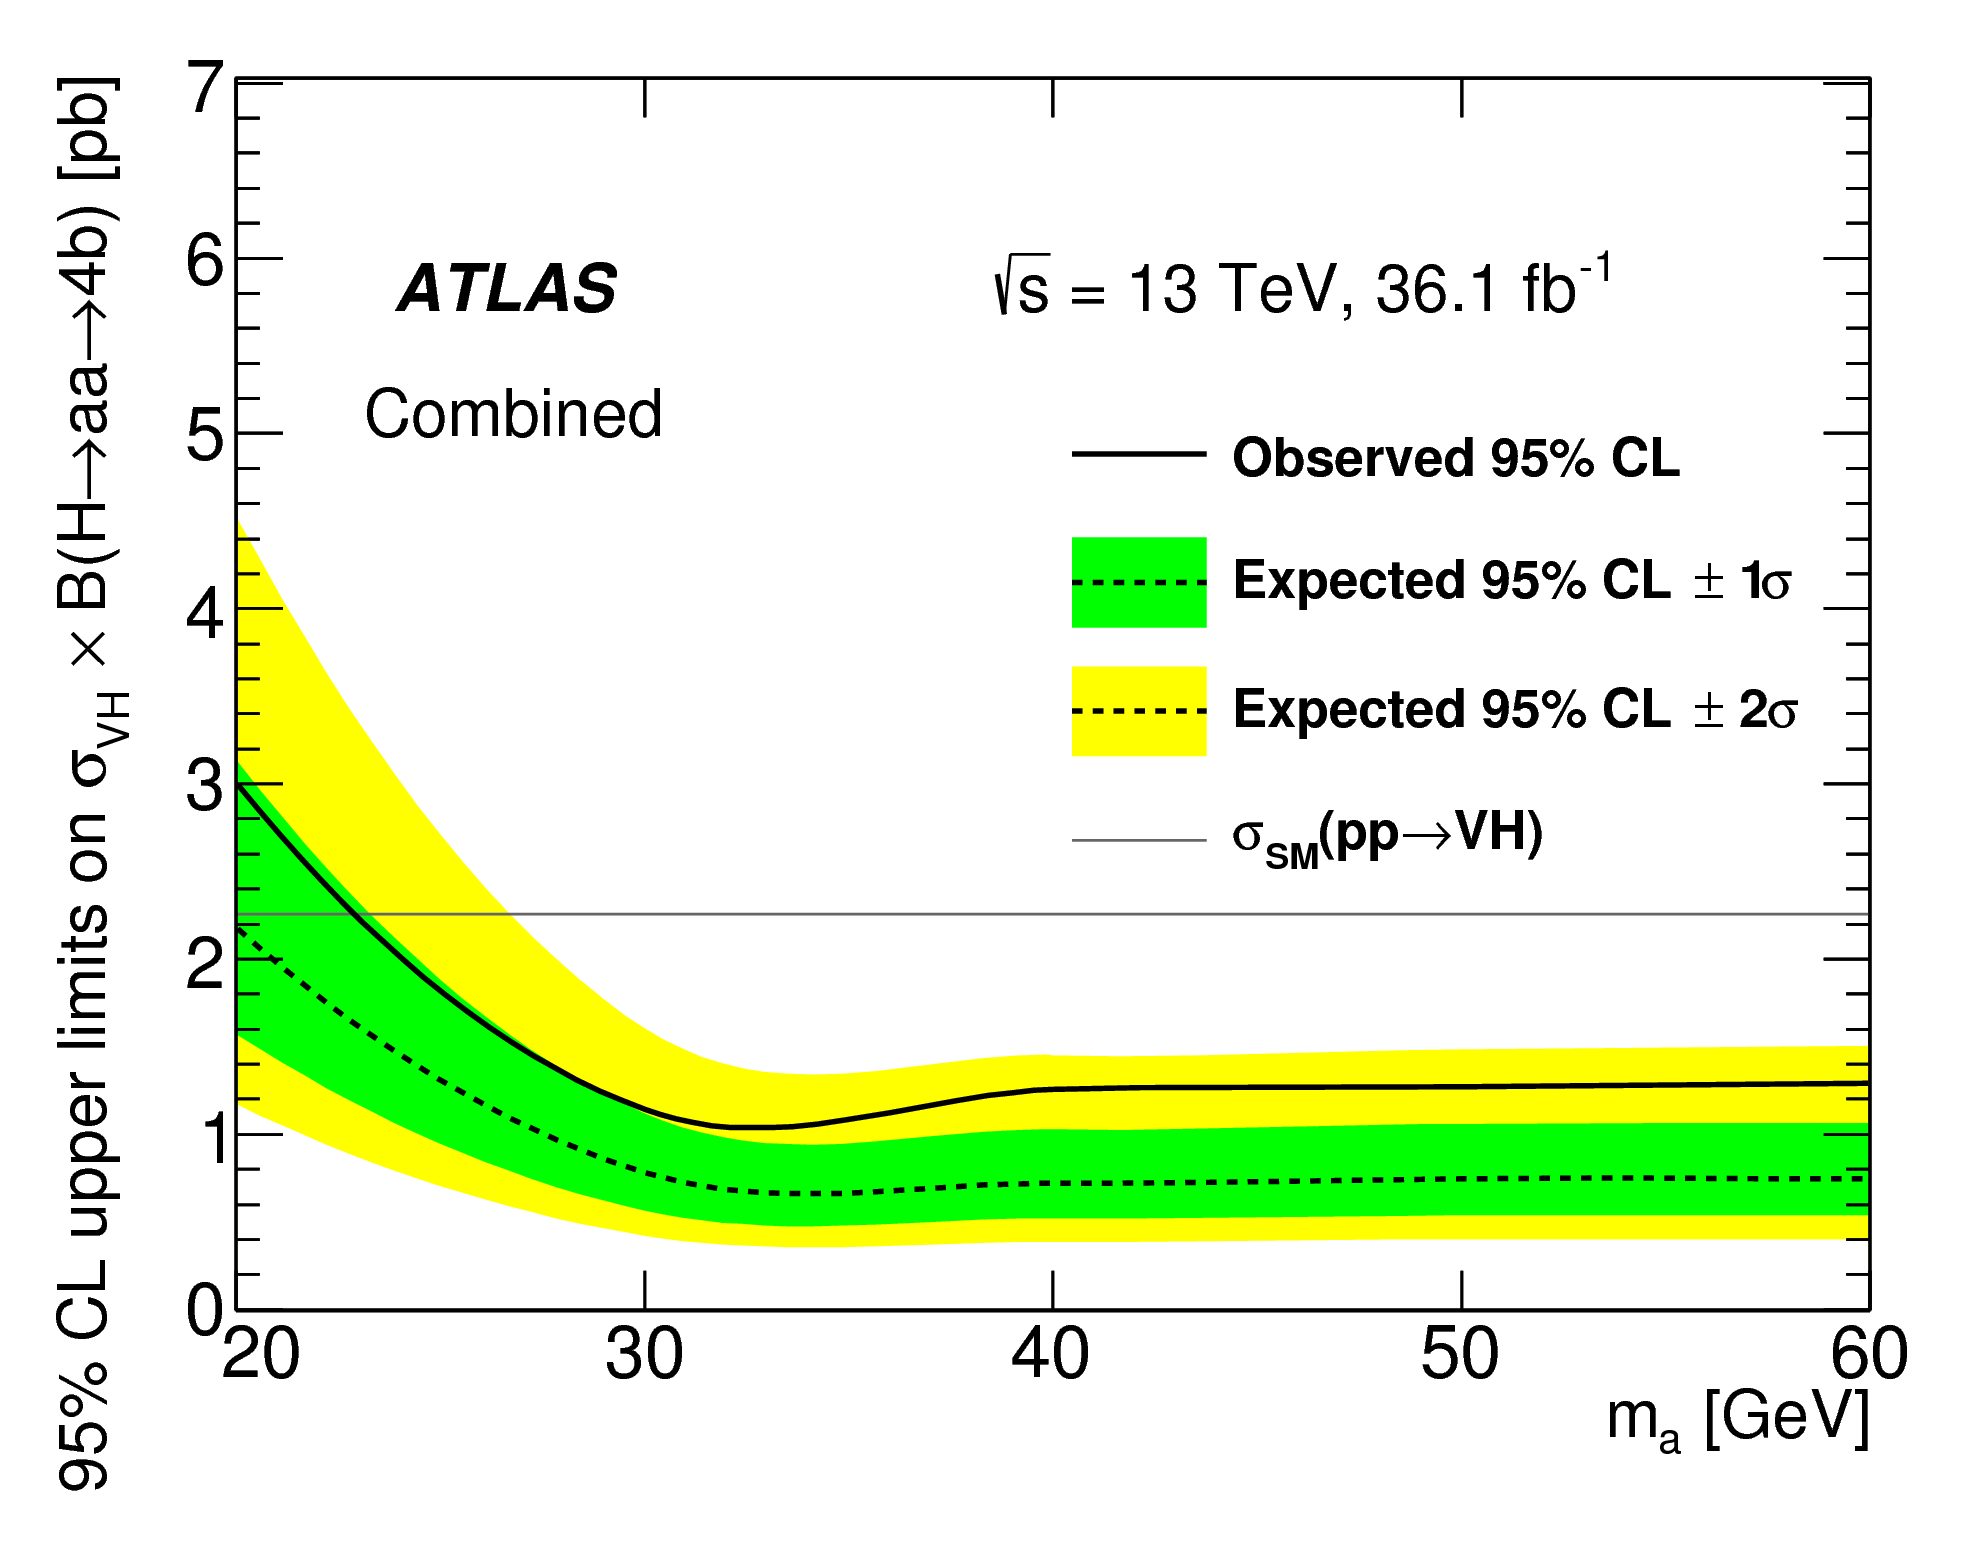 95% CL upper limits on σVH × B(H→aa→4b) [pb]
7
6
5
4
3
2
1
0
ATLAS
√s = 13 TeV, 36.1 fb-1
Combined
Observed 95% CL
Expected 95% CL ± 1σ
Expected 95% CL ± 2σ
σSM(pp→VH)
20 30 40 50 60
ma [GeV]